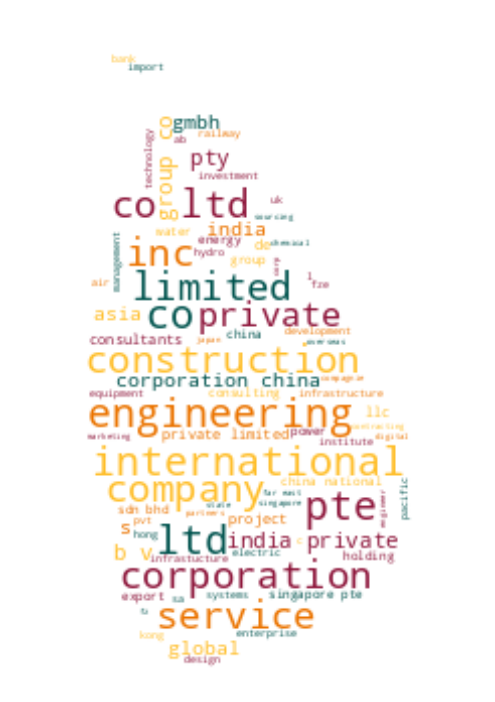 bank
import
co
gmbh
ab
railway
technology
group
pty
investment
co ltd
uk
sourcing
water
india
management
energy
de
chemical
inc
hydro
group
corp
air
limited
l
fze
asia
co
private
consultants
china
development
japan
overseas
construction
corporation china
compagnie
equipment
consulting
infrastructure
engineering
llc
contracting
marketing
private limited
power
digital
institute
international
china national
company
far east
pacific
state
singapore
pte
engineer
sdn bhd
partners
project
s
pvt
hong
ltd
india private
c
b v
infrastucture
electric
holding
corporation
export
sa
systems
singapore pte
service
kong
enterprise
global
design